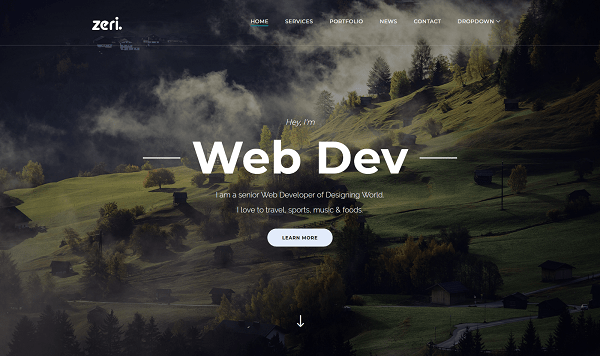 zeri.
HOME SERVICES PORTFOLIO NEWS CONTACT DROPDOWN
Hey, I'm
Web Dev
I am a senior Web Developer of Designing World.
I love to travel, sports, music & foods.
LEARN MORE